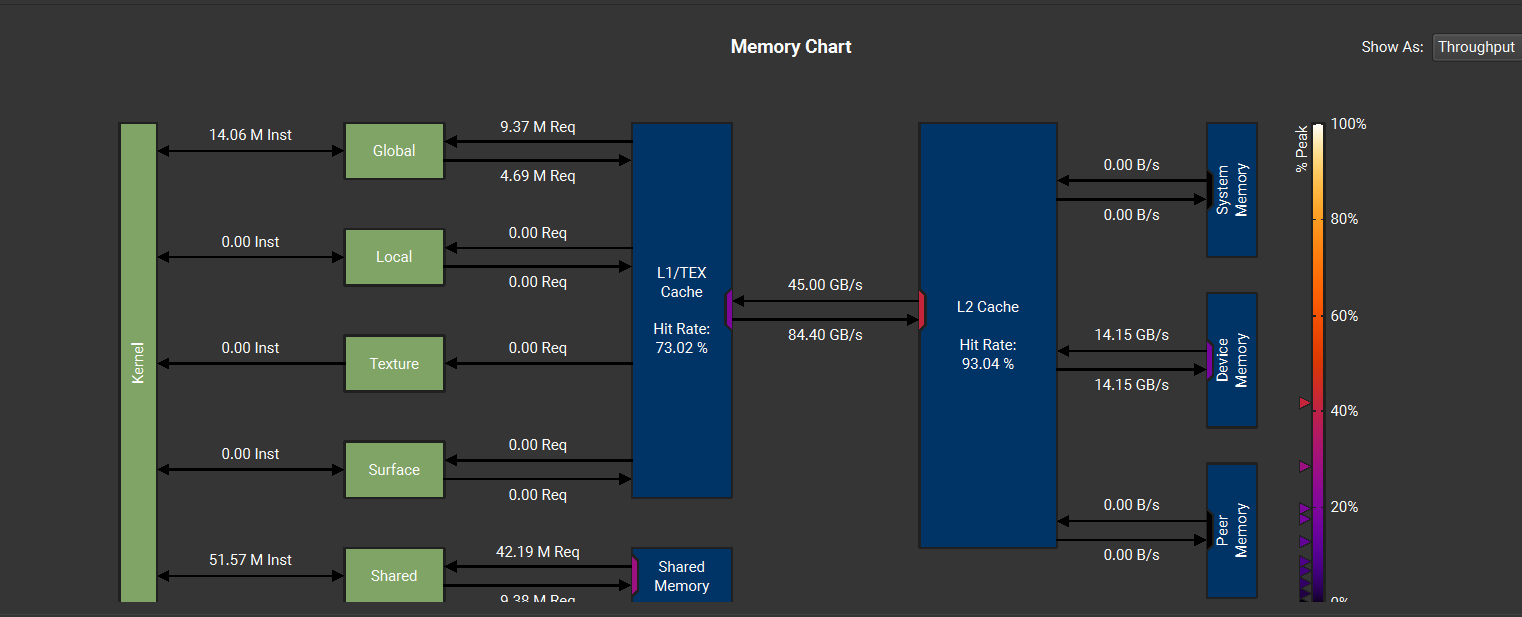 Memory Chart
Show As: Throughput
Kernel
14.06 M Inst
Global
9.37 M Req
4.69 M Req
0.00 Inst
Local
0.00 Req
0.00 Req
0.00 Inst
Texture
0.00 Req
0.00 Inst
Surface
0.00 Req
0.00 Req
51.57 M Inst
Shared
42.19 M Req
9.38 M Req
L1/TEX
Cache
Hit Rate:
73.02 %
Shared
Memory
45.00 GB/s
84.40 GB/s
L2 Cache
Hit Rate:
93.04 %
0.00 B/s
0.00 B/s
System
Memory
14.15 GB/s
14.15 GB/s
Device
Memory
0.00 B/s
0.00 B/s
Peer
Memory
% Peak
100%
80%
60%
40%
20%
0%